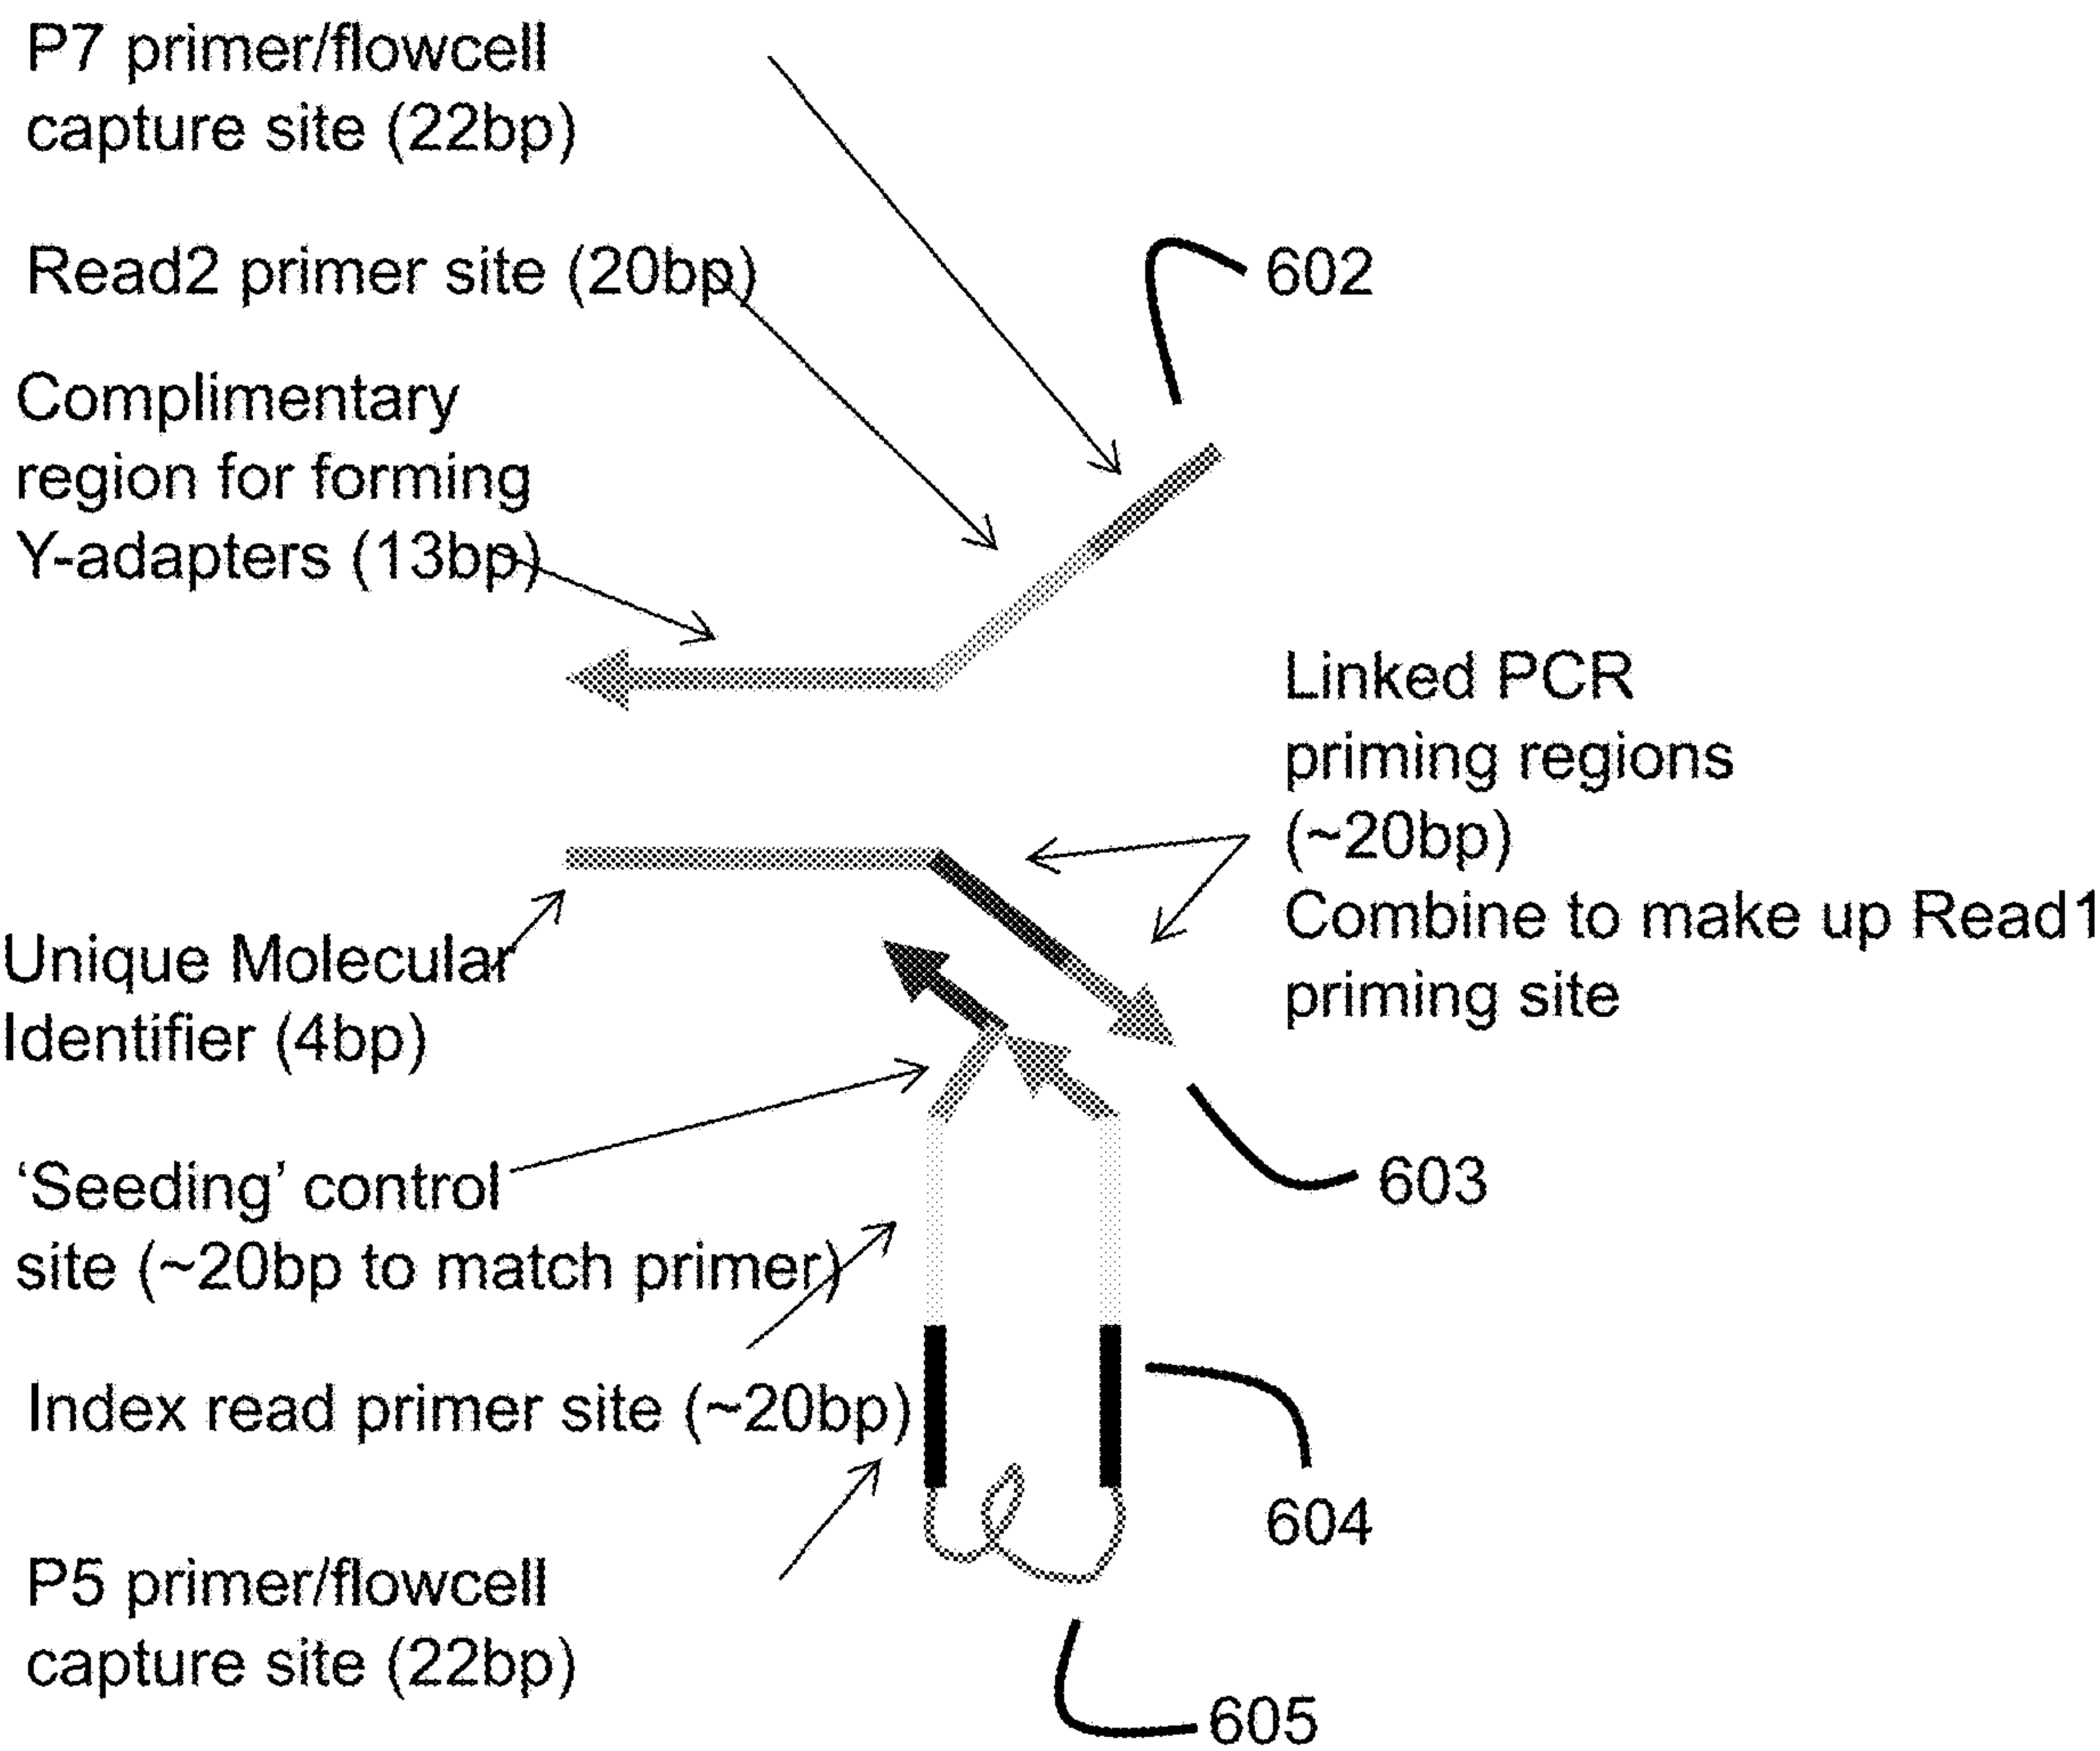 P7 primer/flowcell
capture site (22bp)
602
Read2 primer site (20bp)
Complimentary
region for forming
Y-adapters (13bp)
Linked PCR
priming regions
(~20bp)
Combine to make up Read1
priming site
Unique Molecular
Identifier (4bp)
603
'Seeding' control
site (~20bp to match primer)
Index read primer site (~20bp)
604
P5 primer/flowcell
capture site (22bp)
605